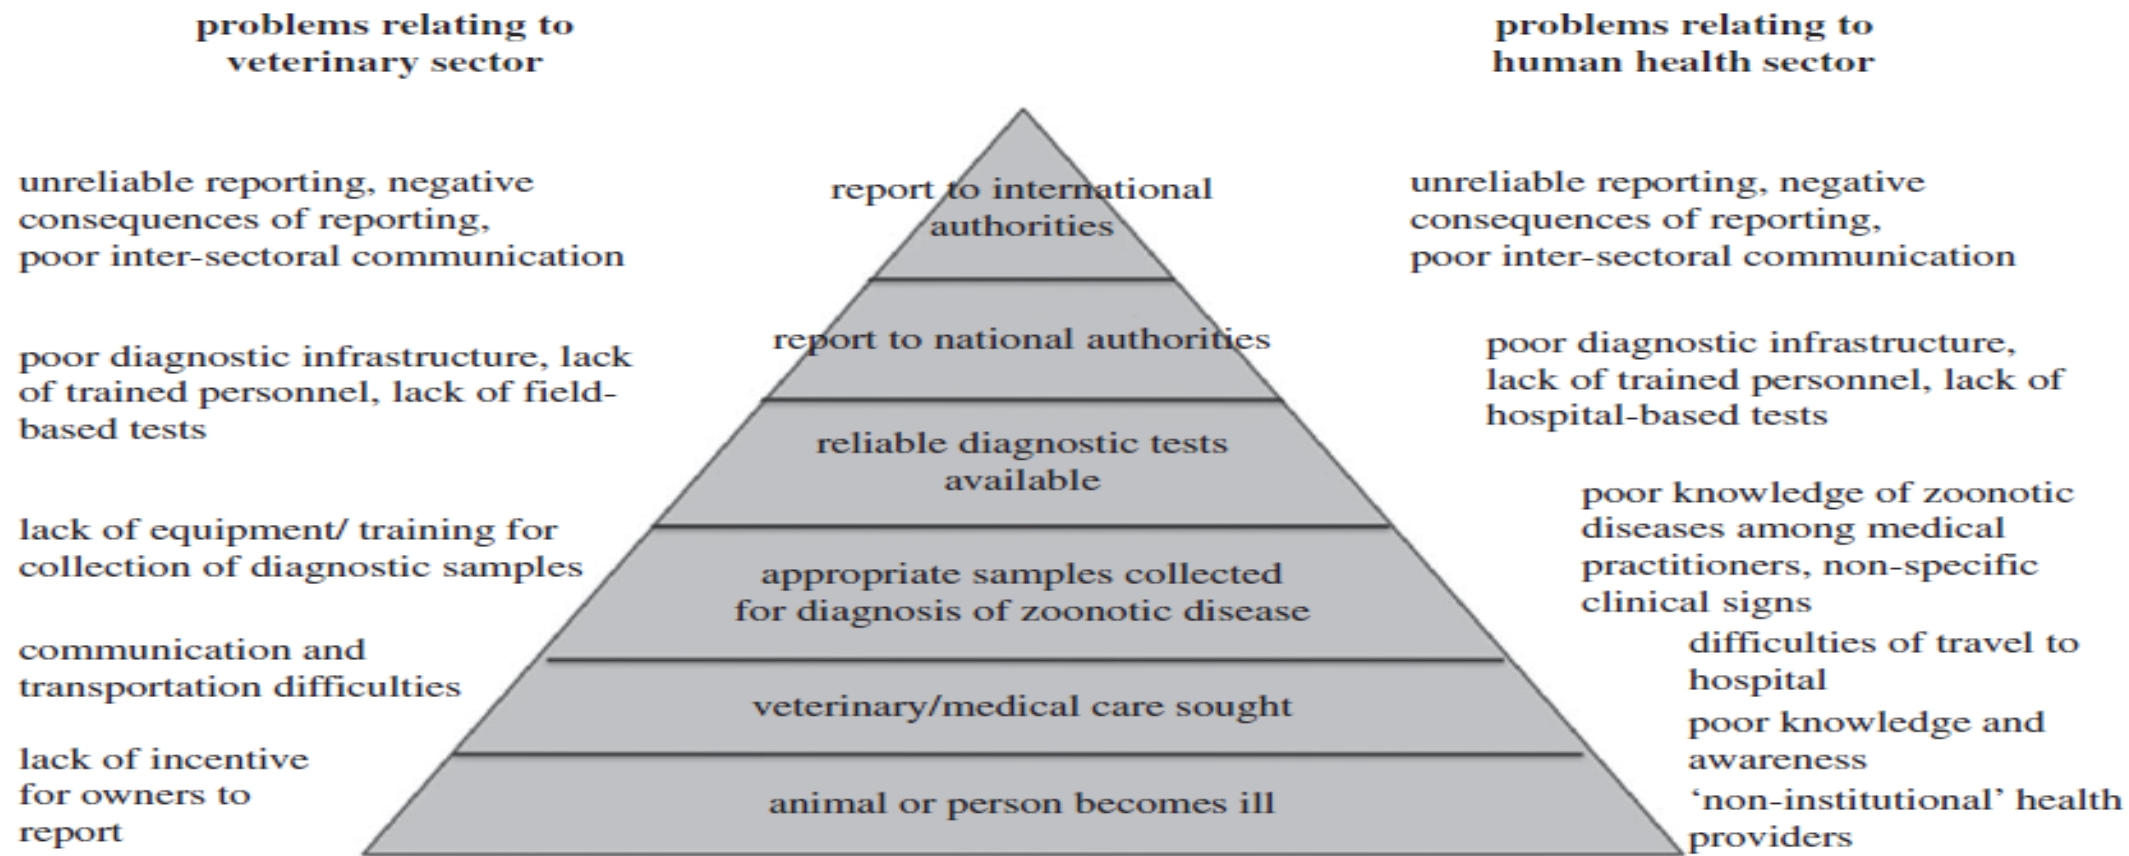 problems relating to
veterinary sector
problems relating to
human health sector
unreliable reporting, negative
consequences of reporting,
poor inter-sectoral communication
report to international
authorities
unreliable reporting, negative
consequences of reporting,
poor inter-sectoral communication
poor diagnostic infrastructure, lack
of trained personnel, lack of field-
based tests
report to national authorities
poor diagnostic infrastructure,
lack of trained personnel, lack of
hospital-based tests
reliable diagnostic tests
available
lack of equipment/ training for
collection of diagnostic samples
appropriate samples collected
for diagnosis of zoonotic disease
poor knowledge of zoonotic
diseases among medical
practitioners, non-specific
clinical signs
communication and
transportation difficulties
veterinary/medical care sought
difficulties of travel to
hospital
poor knowledge and
awareness
lack of incentive
for owners to
report
animal or person becomes ill
‘non-institutional’ health
providers